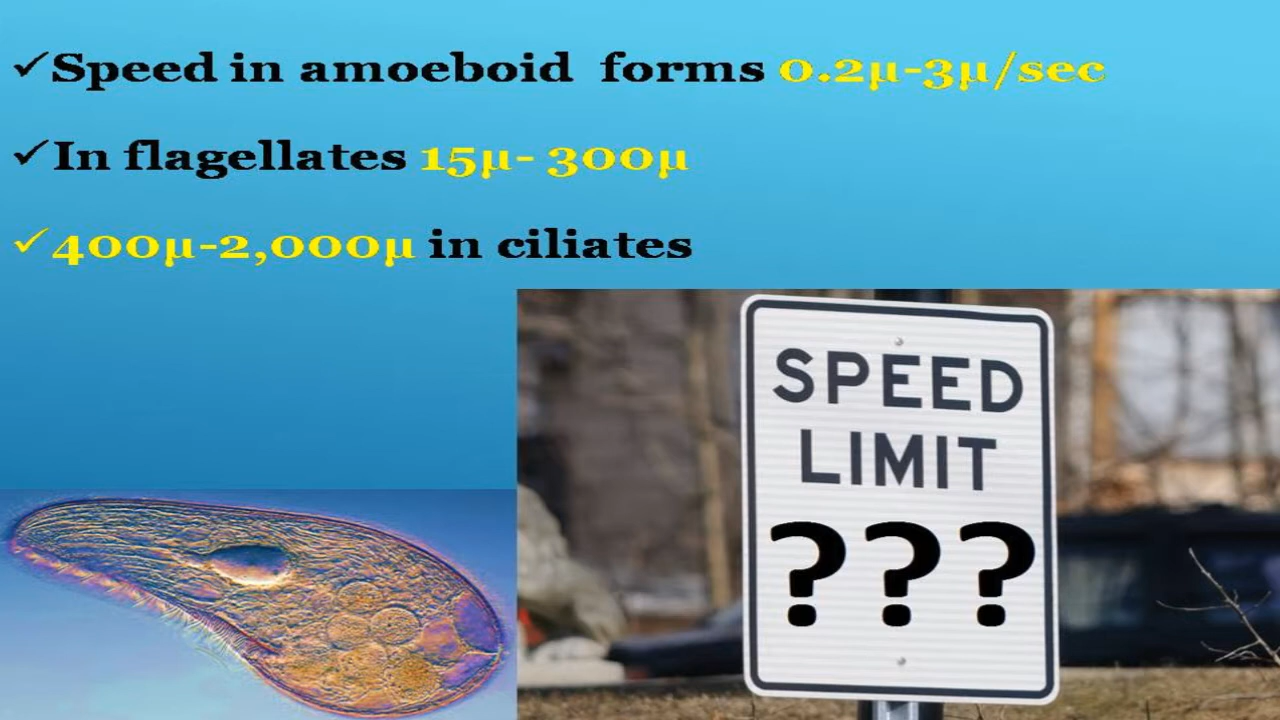 ✓Speed in amoeboid forms 0.2µ-3µ/sec
✓In flagellates 15µ- 300µ
✓400µ-2,000µ in ciliates
SPEED
LIMIT
???